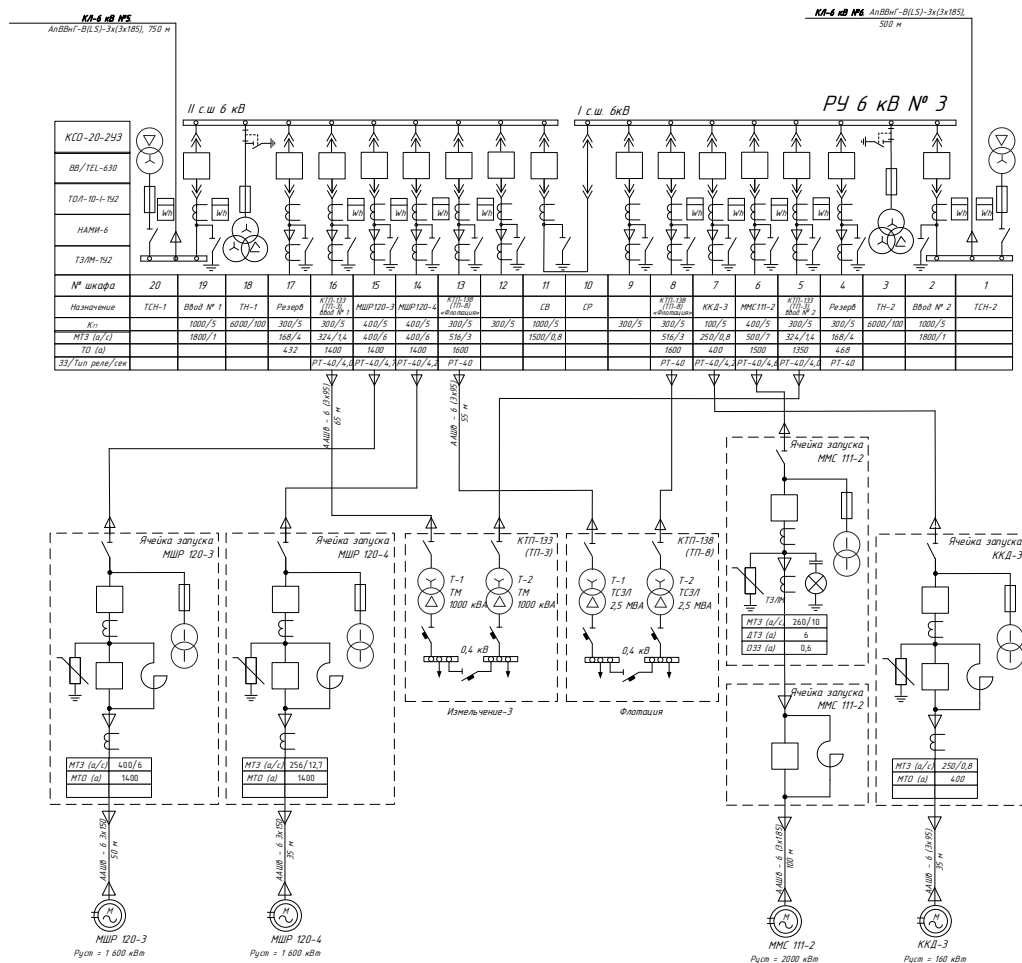 КЛ-6 кВ №5.
АпВВнГ-В(LS)-3х(3х185), 750 м
КЛ-6 кВ №6. АпВВнГ-В(LS)-3х(3х185),
500 м
II с.ш 6 кВ
I с.ш. 6кВ
РУ 6 кВ № 3
КСО-20-2УЗ
BB/TEL-630
ТОЛ-10-I-1У2
НАМИ-6
ТЗЛМ-1У2
Wh Wh Wh Wh Wh Wh Wh Wh Wh Wh
№ шкафа 20 19 18 17 16 15 14 13 12 11 10 9 8 7 6 5 4 3 2 1
Назначение ТСН-1 Ввод № 1 ТН-1 Резерв КТП-133 (ТП-3) Ввод № 1 МШР120-3 МШР120-4 КТП-138 (ТП-8) «Флотация» СВ СР КТП-138 (ТП-8) «Флотация» ККД-3 ММС111-2 КТП-133 (ТП-3) Ввод № 2 Резерв ТН-2 Ввод № 2 ТСН-2
Ктт 1000/5 6000/100 300/5 300/5 400/5 400/5 300/5 300/5 1000/5 300/5 300/5 100/5 400/5 300/5 300/5 6000/100 1000/5
МТЗ (а/с) 1800/1 168/4 324/1,4 400/6 400/6 516/3 1500/0,8 516/3 250/0,8 500/7 324/1,4 168/4 1800/1
ТО (а) 432 1400 1400 1400 1600 1600 400 1500 1350 468
ЗЗ/Тип реле/сек РТ-40/4,0 РТ-40/4,7 РТ-40/4,2 РТ-40 РТ-40 РТ-40/4,2 РТ-40/4,6 РТ-40/4,0 РТ-40
ААШВ - 6 (3х95)
65 м
ААШВ - 6 (3х95)
55 м
Ячейка запуска
ММС 111-2
ТЗЛМ
МТЗ (а/с) 260/10
ДТЗ (а) 6
ОЗЗ (а) 0,6
Ячейка запуска
МШР 120-3
Ячейка запуска
МШР 120-4
КТП-133
(ТП-3)
КТП-138
(ТП-8)
Ячейка запуска
ККД-3
Т-1
ТМ
1000 кВА
Т-2
ТМ
1000 кВА
Т-1
ТСЗЛ
2,5 МВА
Т-2
ТСЗЛ
2,5 МВА
0,4 кВ
0,4 кВ
Измельчение-3
Флотация
Ячейка запуска
ММС 111-2
МТЗ (а/с) 400/6
МТО (а) 1400
МТЗ (а/с) 256/12,7
МТО (а) 1400
МТЗ (а/с) 250/0,8
МТО (а) 400
ААШВ - 6 3х150
50 м
ААШВ - 6 3х150
35 м
ААШВ - 6 (3х185)
100 м
ААШВ - 6 (3х95)
35 м
М
М
М
М
МШР 120-3
Руст = 1 600 кВт
МШР 120-4
Руст = 1 600 кВт
ММС 111-2
Руст = 2000 кВт
ККД-3
Руст = 160 кВт